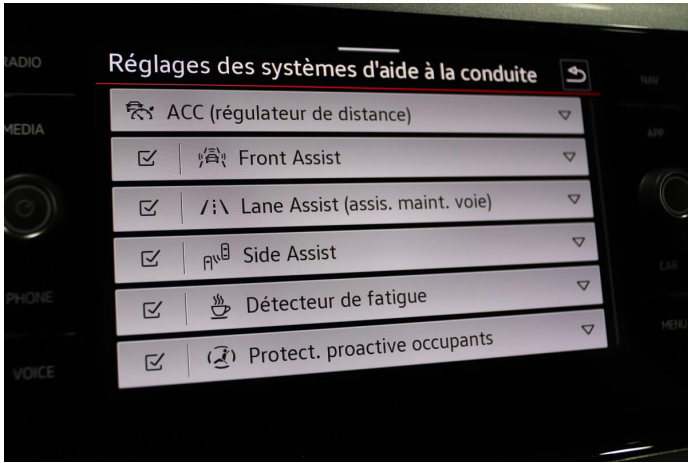 Réglages des systèmes d'aide à la conduite
ACC (régulateur de distance)
Front Assist
Lane Assist (assis. maint. voie)
Side Assist
Détecteur de fatigue
Protect. proactive occupants
RADIO
MEDIA
PHONE
VOICE
NAV
APP
CAR
MENU